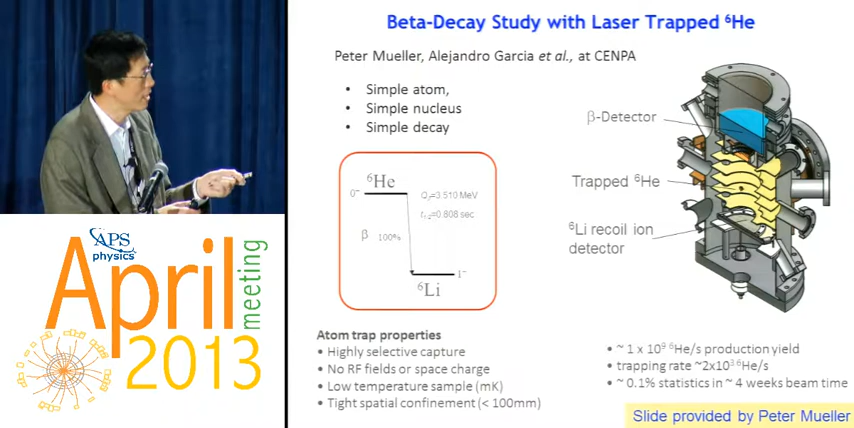 Beta-Decay Study with Laser Trapped ⁶He
Peter Mueller, Alejandro Garcia et al., at CENPA
• Simple atom,
• Simple nucleus
• Simple decay
⁶He
0⁺
Qβ=3.510 MeV
t₁/₂=0.808 sec
β 100%
1⁺
⁶Li
β-Detector
Trapped ⁶He
⁶Li recoil ion
detector
Atom trap properties
• Highly selective capture
• No RF fields or space charge
• Low temperature sample (mK)
• Tight spatial confinement (< 100mm)
• ~ 1 x 10⁹ ⁶He/s production yield
• trapping rate ~2x10³ ⁶He/s
• ~ 0.1% statistics in ~ 4 weeks beam time
Slide provided by Peter Mueller
APS
physics
April
meeting
2013